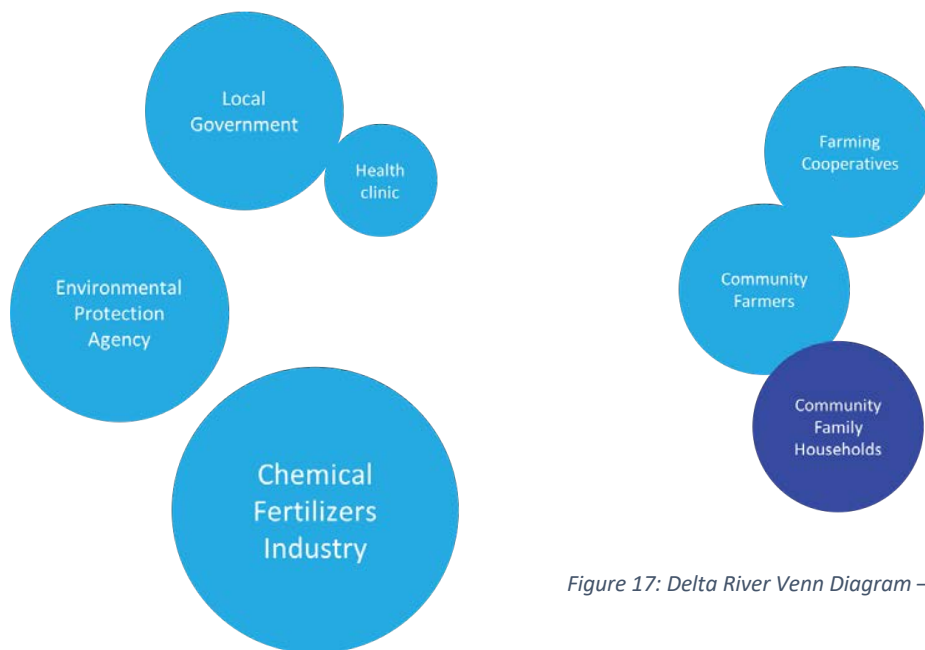 Local
Government
Health
clinic
Farming
Cooperatives
Environmental
Protection
Agency
Community
Farmers
Community
Family
Households
Chemical
Fertilizers
Industry
Figure 17: Delta River Venn Diagram –